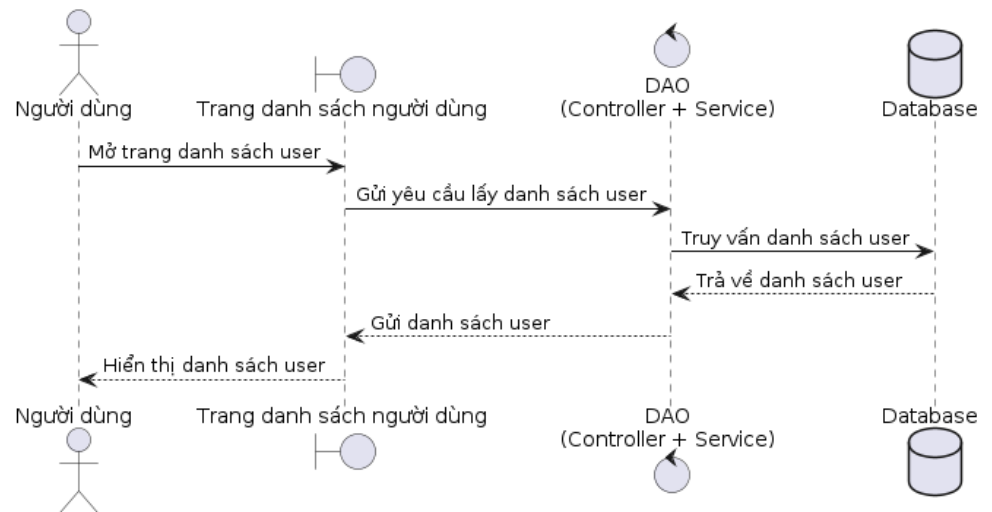 Người dùng
Trang danh sách người dùng
DAO
(Controller + Service)
Database
Mở trang danh sách user
Gửi yêu cầu lấy danh sách user
Truy vấn danh sách user
Trả về danh sách user
Gửi danh sách user
Hiển thị danh sách user
Người dùng
Trang danh sách người dùng
DAO
(Controller + Service)
Database